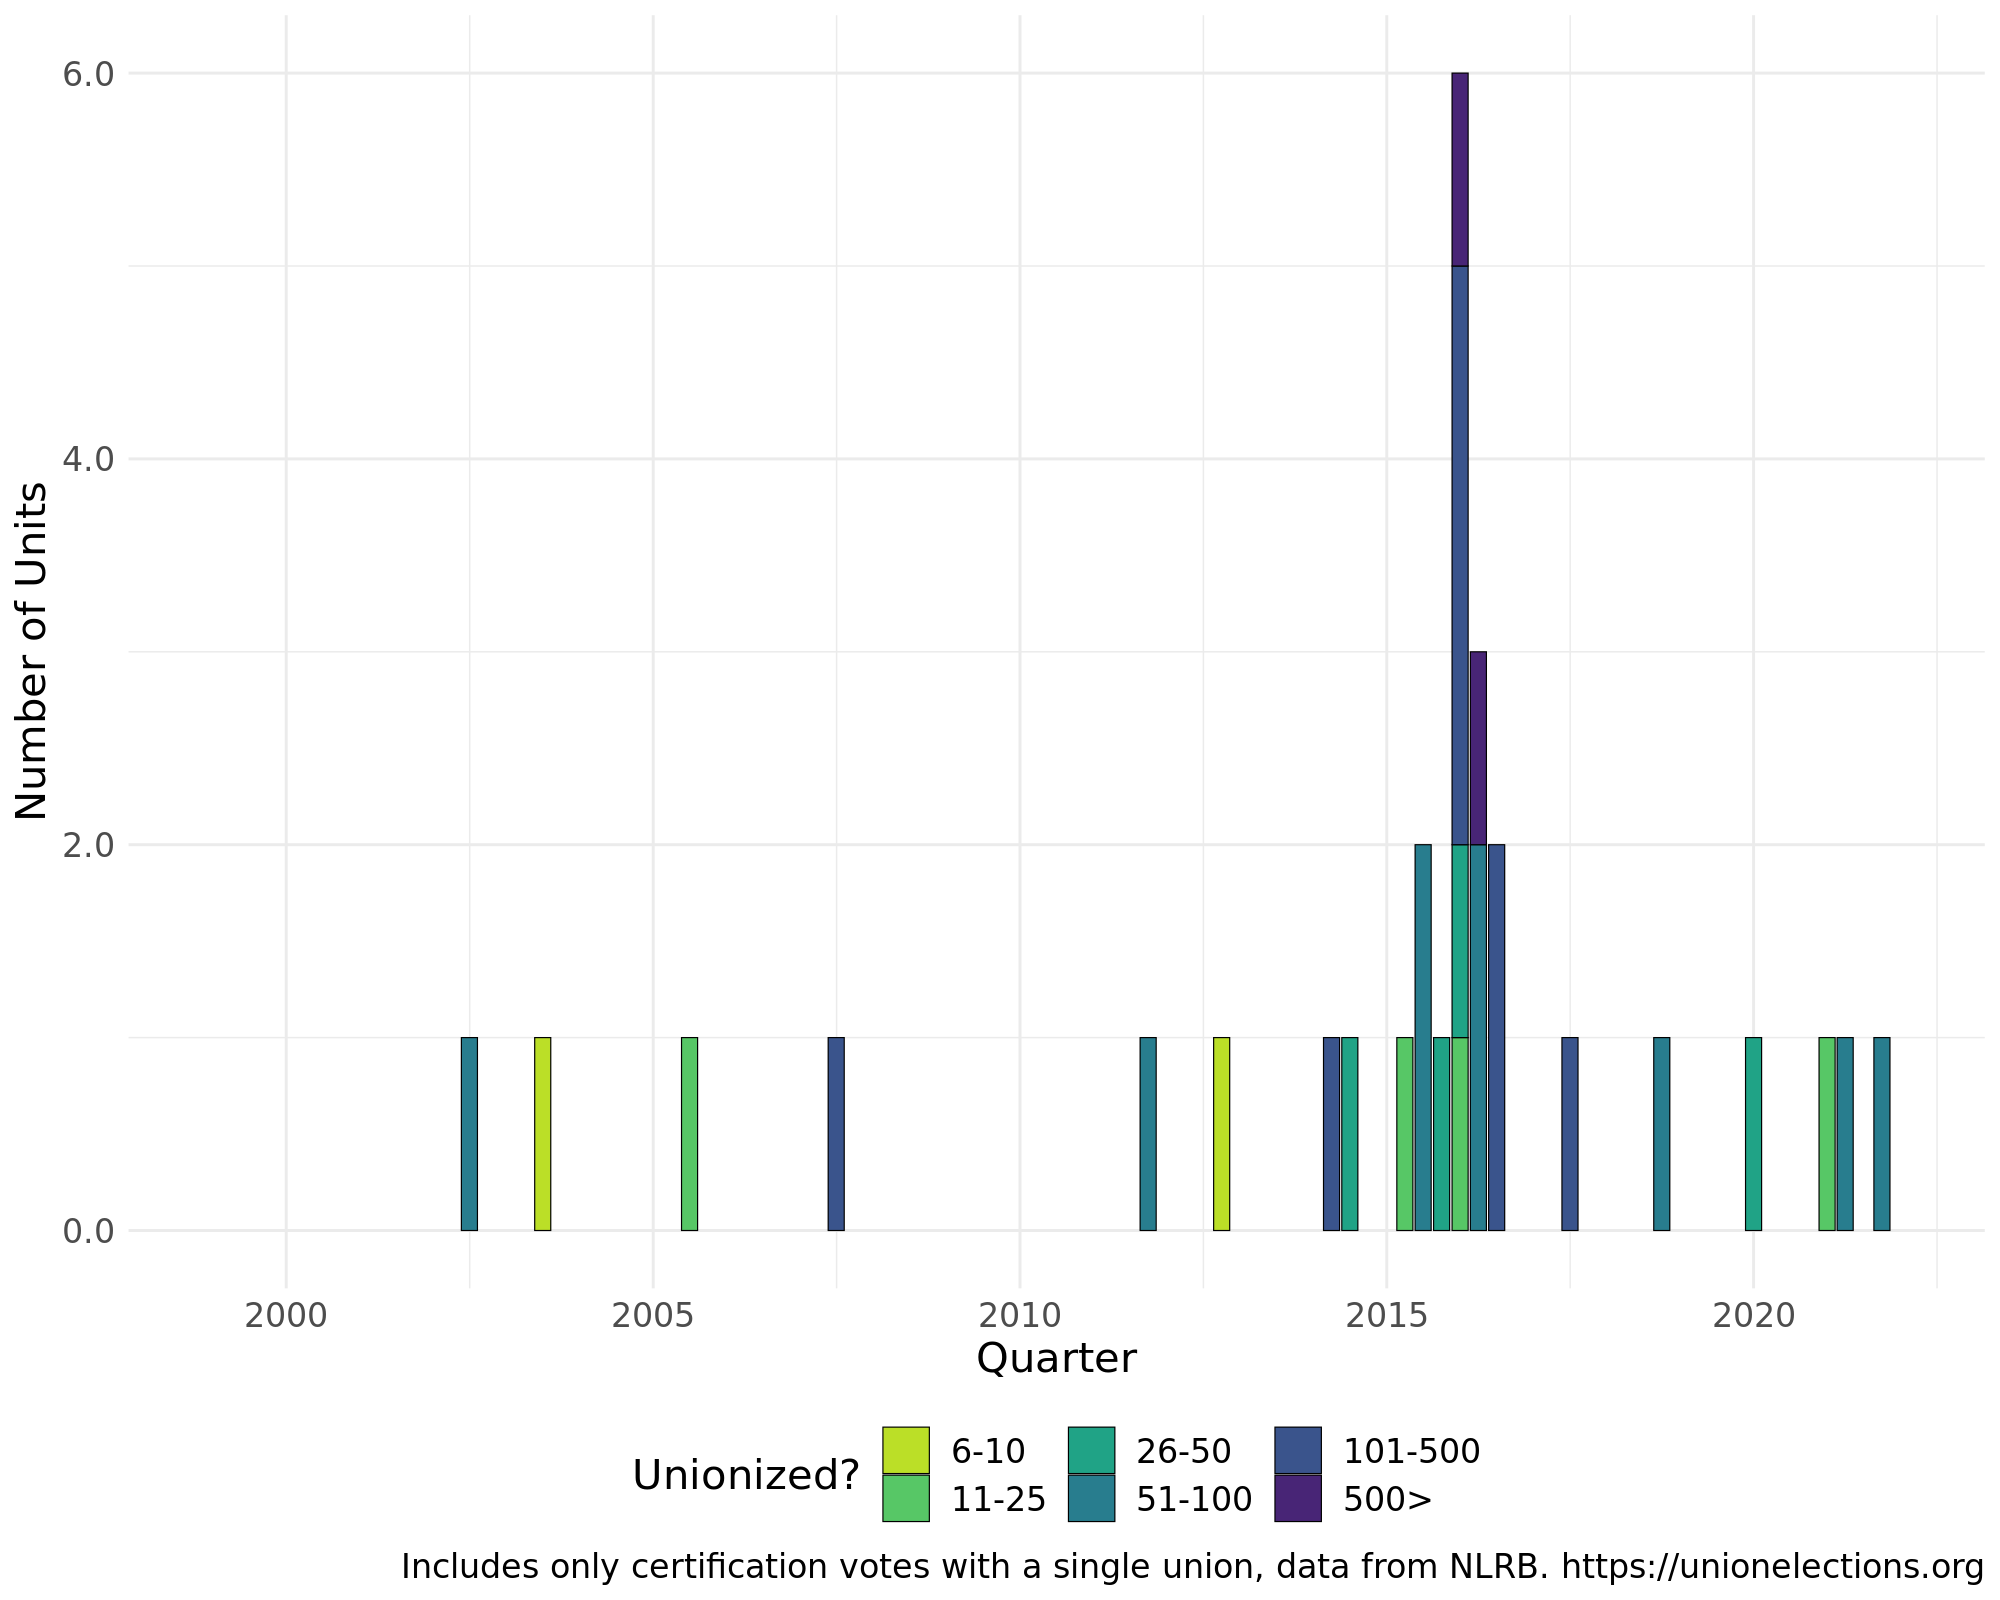 6.0
4.0
2.0
0.0
Number of Units
2000 2005 2010 2015 2020
Quarter
Unionized?
6-10 26-50 101-500
11-25 51-100 500>
Includes only certification votes with a single union, data from NLRB. https://unionelections.org